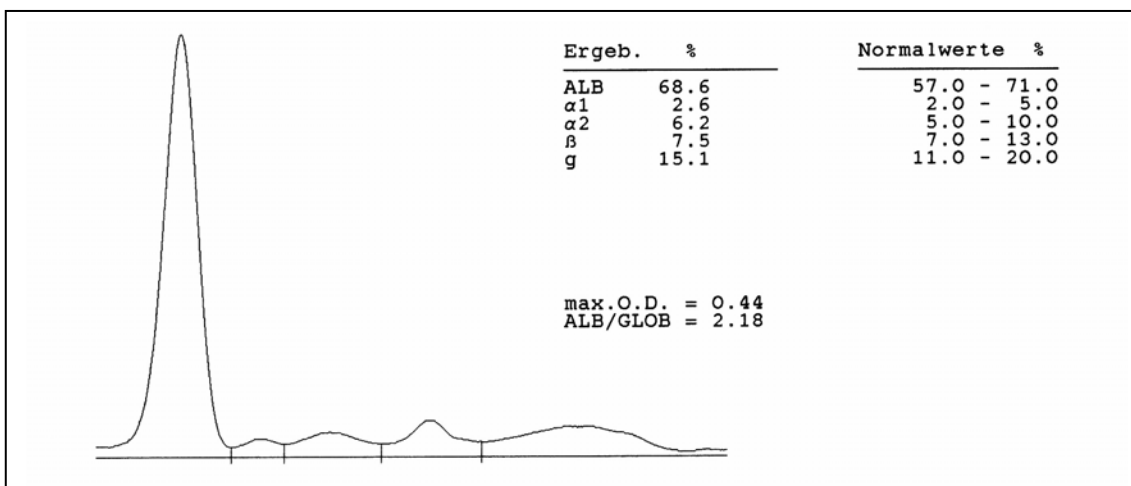 Ergeb. %
ALB 68.6
α1 2.6
α2 6.2
ß 7.5
g 15.1
Normalwerte %
57.0 - 71.0
2.0 - 5.0
5.0 - 10.0
7.0 - 13.0
11.0 - 20.0
max.O.D. = 0.44
ALB/GLOB = 2.18